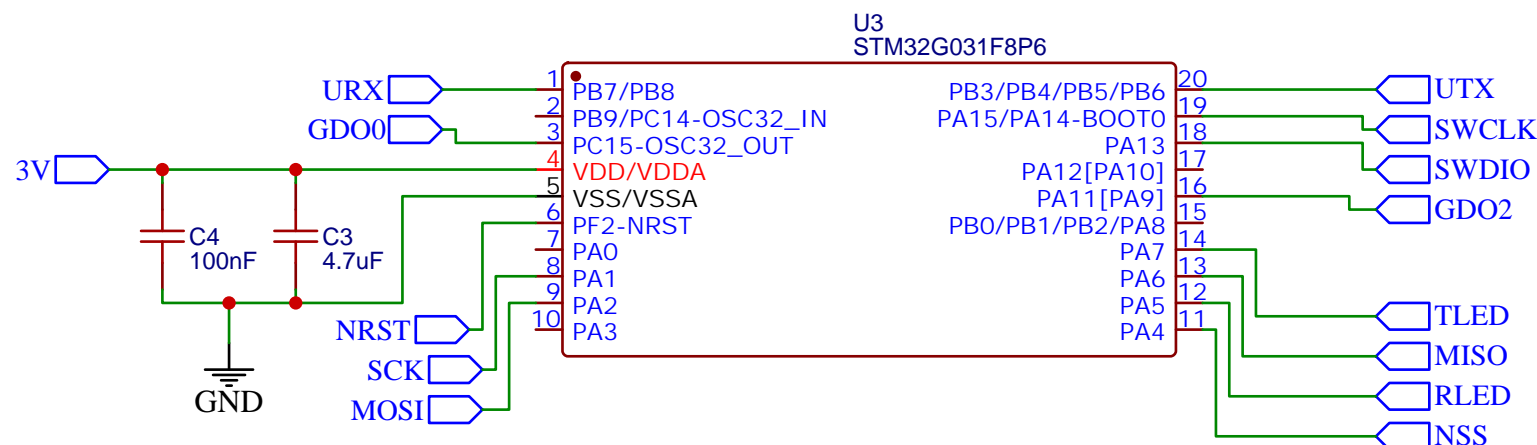 U3
STM32G031F8P6
URX
GDO0
3V
C4
100nF
C3
4.7uF
GND
NRST
SCK
MOSI
1 PB7/PB8
2 PB9/PC14-OSC32_IN
3 PC15-OSC32_OUT
4 VDD/VDDA
5 VSS/VSSA
6 PF2-NRST
7 PA0
8 PA1
9 PA2
10 PA3
PB3/PB4/PB5/PB6 20
PA15/PA14-BOOT0 19
PA13 18
PA12[PA10] 17
PA11[PA9] 16
PB0/PB1/PB2/PA8 15
PA7 14
PA6 13
PA5 12
PA4 11
UTX
SWCLK
SWDIO
GDO2
TLED
MISO
RLED
NSS